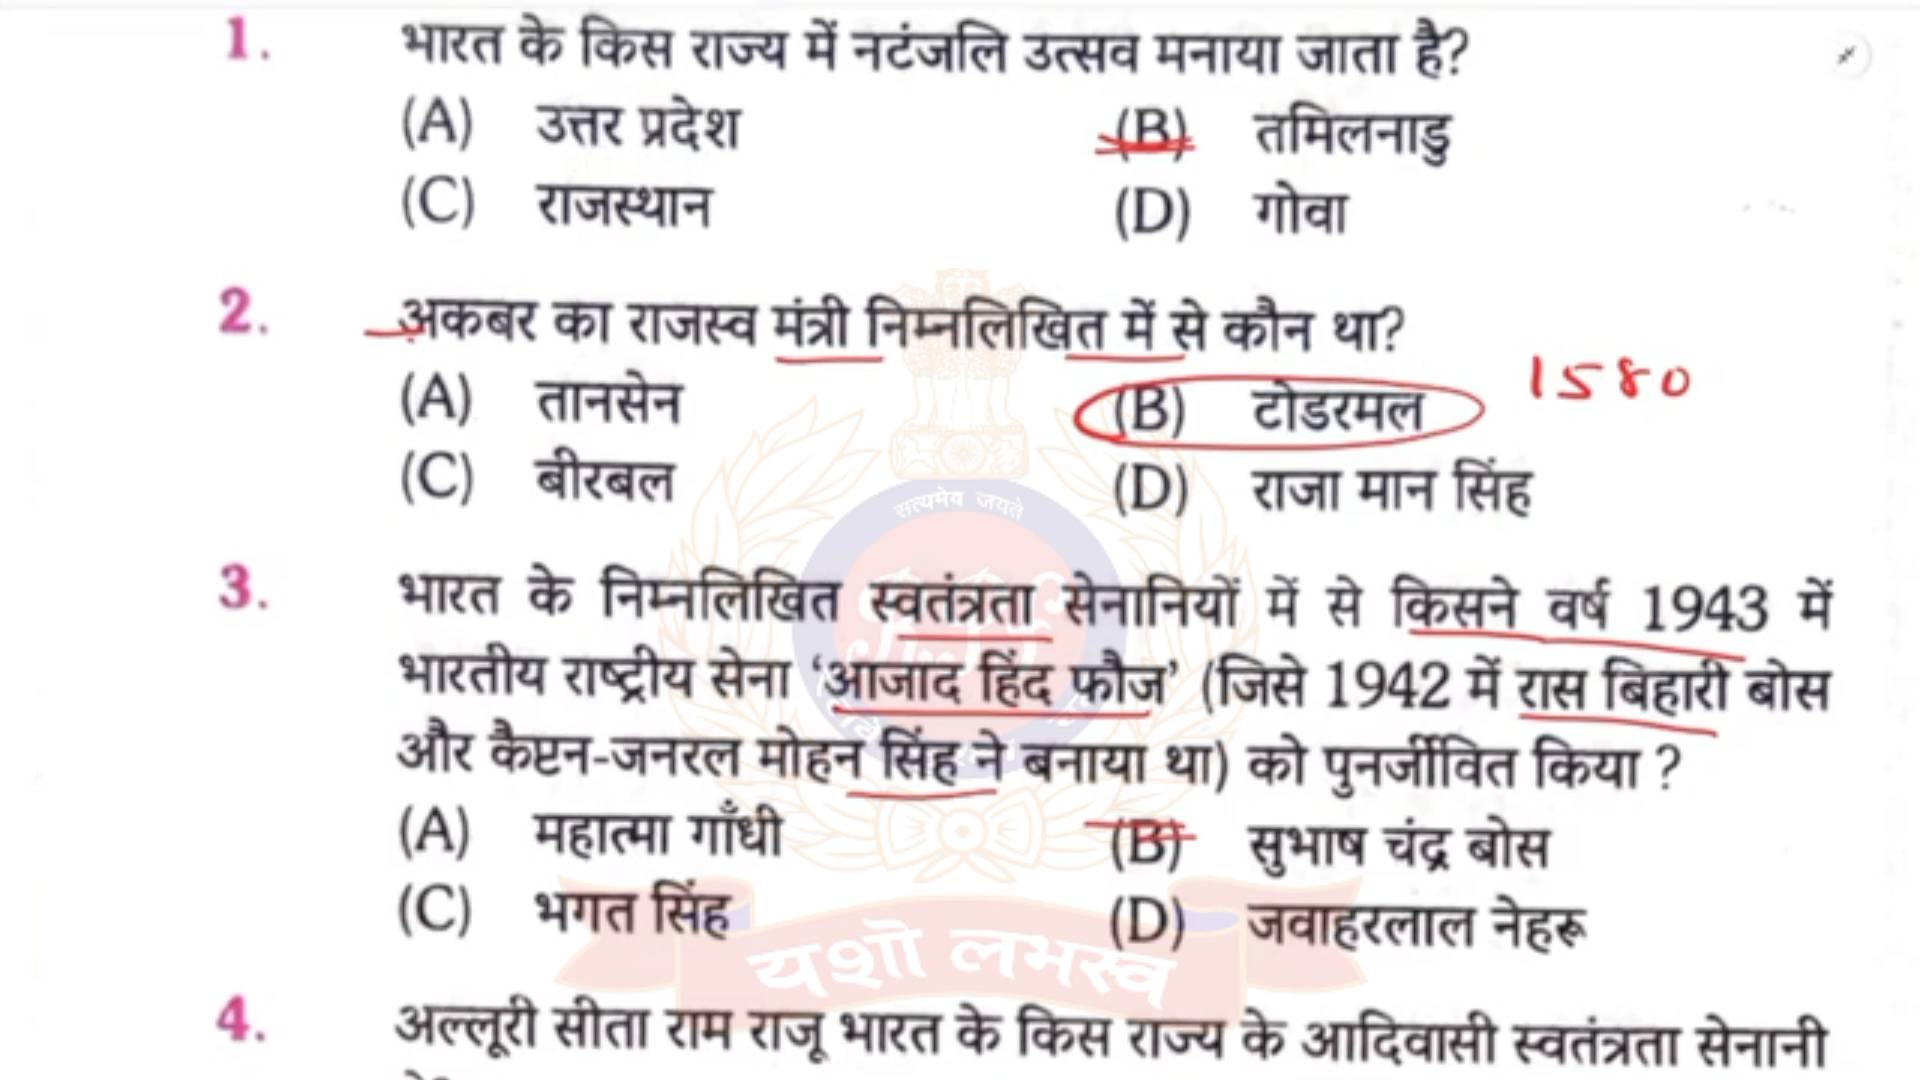 1. भारत के किस राज्य में नटंजलि उत्सव मनाया जाता है?
(A) उत्तर प्रदेश (B) तमिलनाडु
(C) राजस्थान (D) गोवा
2. अकबर का राजस्व मंत्री निम्नलिखित में से कौन था?
(A) तानसेन (B) टोडरमल 1580
(C) बीरबल (D) राजा मान सिंह
सत्यमेव जयते
3. भारत के निम्नलिखित स्वतंत्रता सेनानियों में से किसने वर्ष 1943 में
भारतीय राष्ट्रीय सेना ‘आजाद हिंद फौज’ (जिसे 1942 में रास बिहारी बोस
और कैप्टन-जनरल मोहन सिंह ने बनाया था) को पुनर्जीवित किया ?
(A) महात्मा गाँधी (B) सुभाष चंद्र बोस
(C) भगत सिंह (D) जवाहरलाल नेहरू
यशो लभस्व
4. अल्लूरी सीता राम राजू भारत के किस राज्य के आदिवासी स्वतंत्रता सेनानी